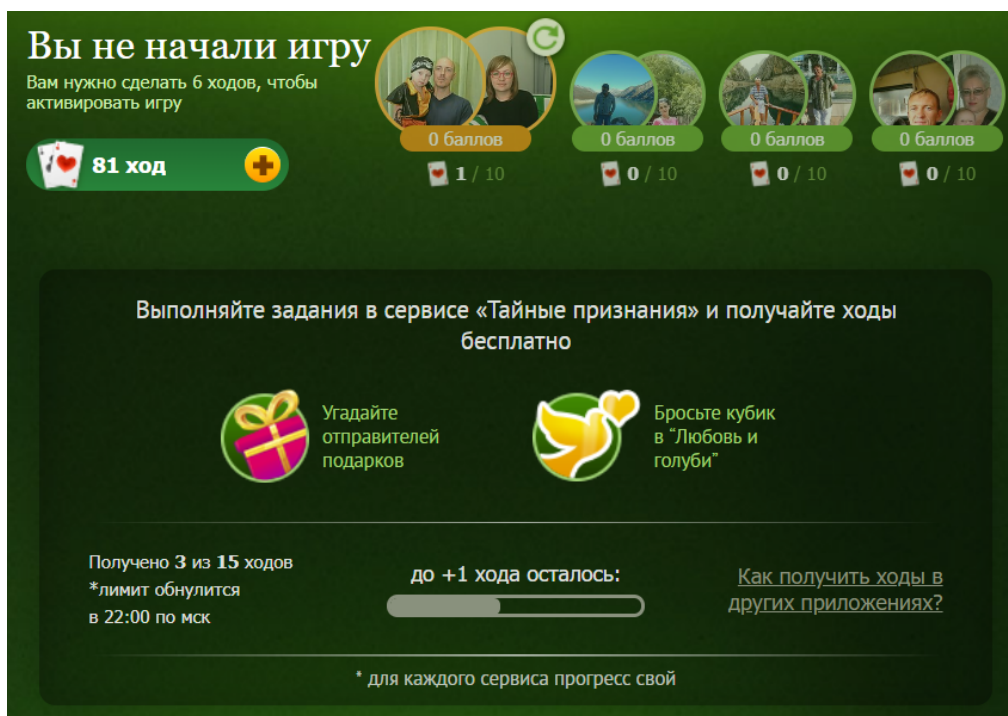 Вы не начали игру
Вам нужно сделать 6 ходов, чтобы
активировать игру
81 ход
0 баллов
0 баллов
0 баллов
0 баллов
1 / 10
0 / 10
0 / 10
0 / 10
Выполняйте задания в сервисе «Тайные признания» и получайте ходы
бесплатно
Угадайте
отправителей
подарков
Бросьте кубик
в “Любовь и
голуби”
Получено 3 из 15 ходов
*лимит обнулится
в 22:00 по мск
до +1 хода осталось:
Как получить ходы в
других приложениях?
* для каждого сервиса прогресс свой